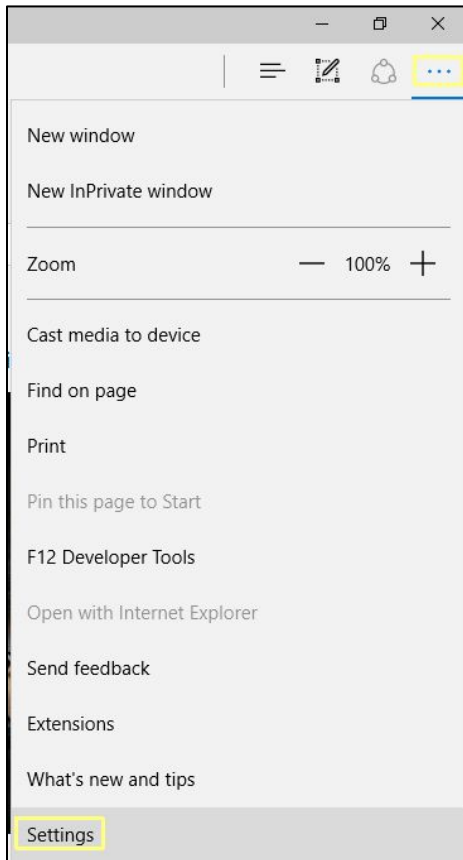 New window
New InPrivate window
Zoom — 100% +
Cast media to device
Find on page
Print
Pin this page to Start
F12 Developer Tools
Open with Internet Explorer
Send feedback
Extensions
What's new and tips
Settings